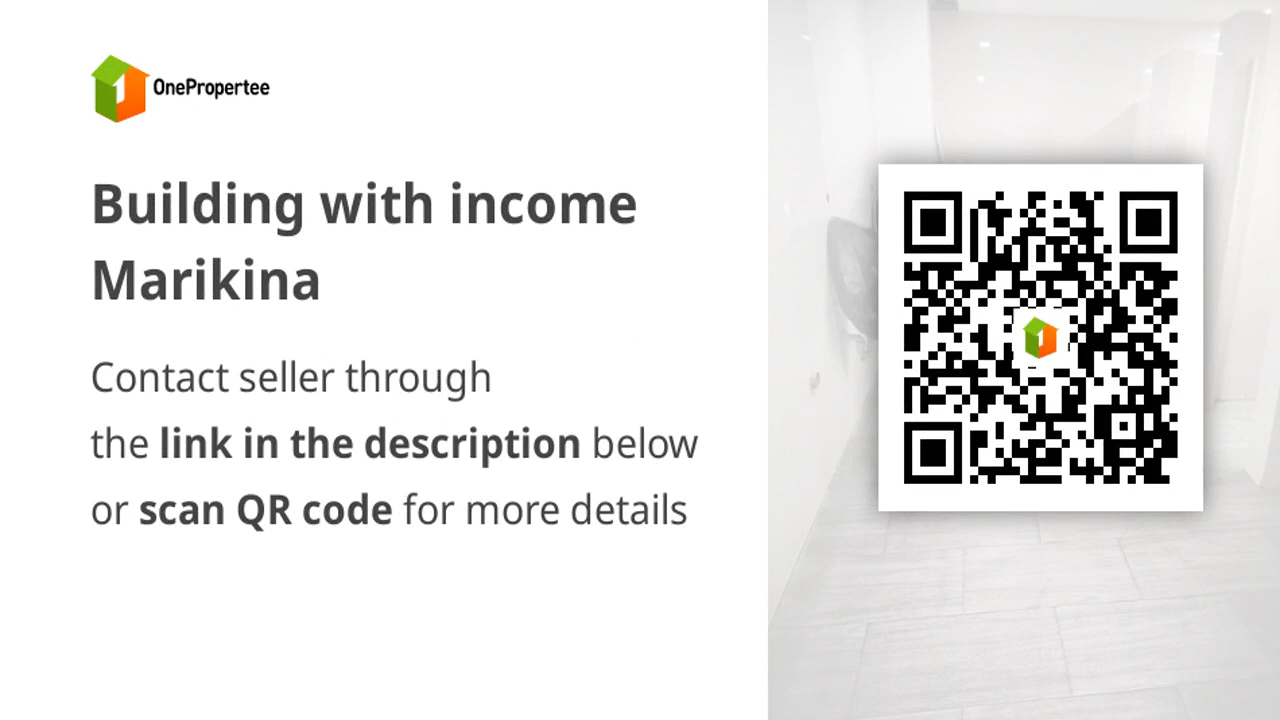 OnePropertee
Building with income
Marikina
Contact seller through
the link in the description below
or scan QR code for more details